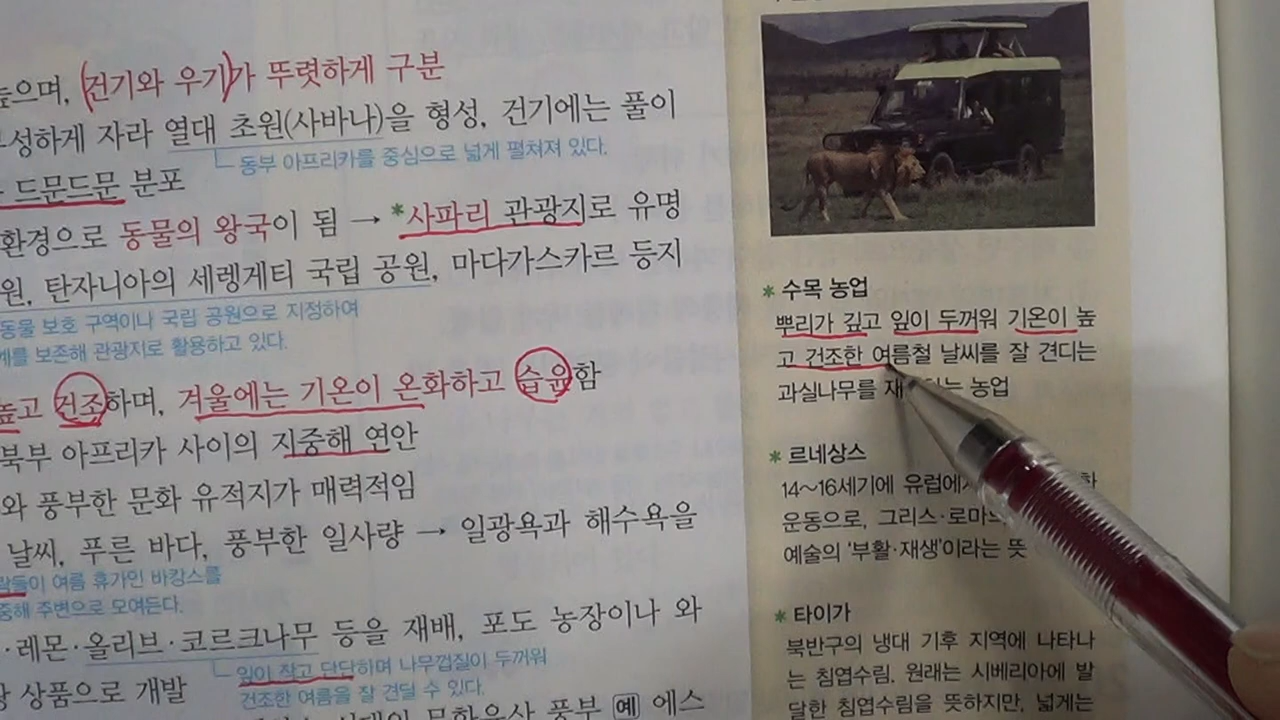 높으며, (건기와 우기)가 뚜렷하게 구분
성하게 자라 열대 초원(사바나)을 형성, 건기에는 풀이
동부 아프리카를 중심으로 넓게 펼쳐져 있다.
드문드문 분포
환경으로 동물의 왕국이 됨 → *사파리 관광지로 유명
원, 탄자니아의 세렝게티 국립 공원, 마다가스카르 등지
동물 보호 구역이나 국립 공원으로 지정하여
계를 보존해 관광지로 활용하고 있다.
높고 건조하며, 겨울에는 기온이 온화하고 습윤함
북부 아프리카 사이의 지중해 연안
와 풍부한 문화 유적지가 매력적임
날씨, 푸른 바다, 풍부한 일사량 → 일광욕과 해수욕을
람들이 여름 휴가인 바캉스를
중해 주변으로 모여든다.
·레몬·올리브·코르크나무 등을 재배, 포도 농장이나 와
잎이 작고 단단하며 나무껍질이 두꺼워
건조한 여름을 잘 견딜 수 있다.
상품으로 개발
문화유산 풍부 예 에스
* 수목 농업
뿌리가 깊고 잎이 두꺼워 기온이 높
고 건조한 여름철 날씨를 잘 견디는
과실나무를 재 는 농업
* 르네상스
14~16세기에 유럽에서
운동으로, 그리스·로마
예술의 '부활·재생'이라는 뜻
* 타이가
북반구의 냉대 기후 지역에 나타나
는 침엽수림. 원래는 시베리아에 발
달한 침엽수림을 뜻하지만, 넓게는